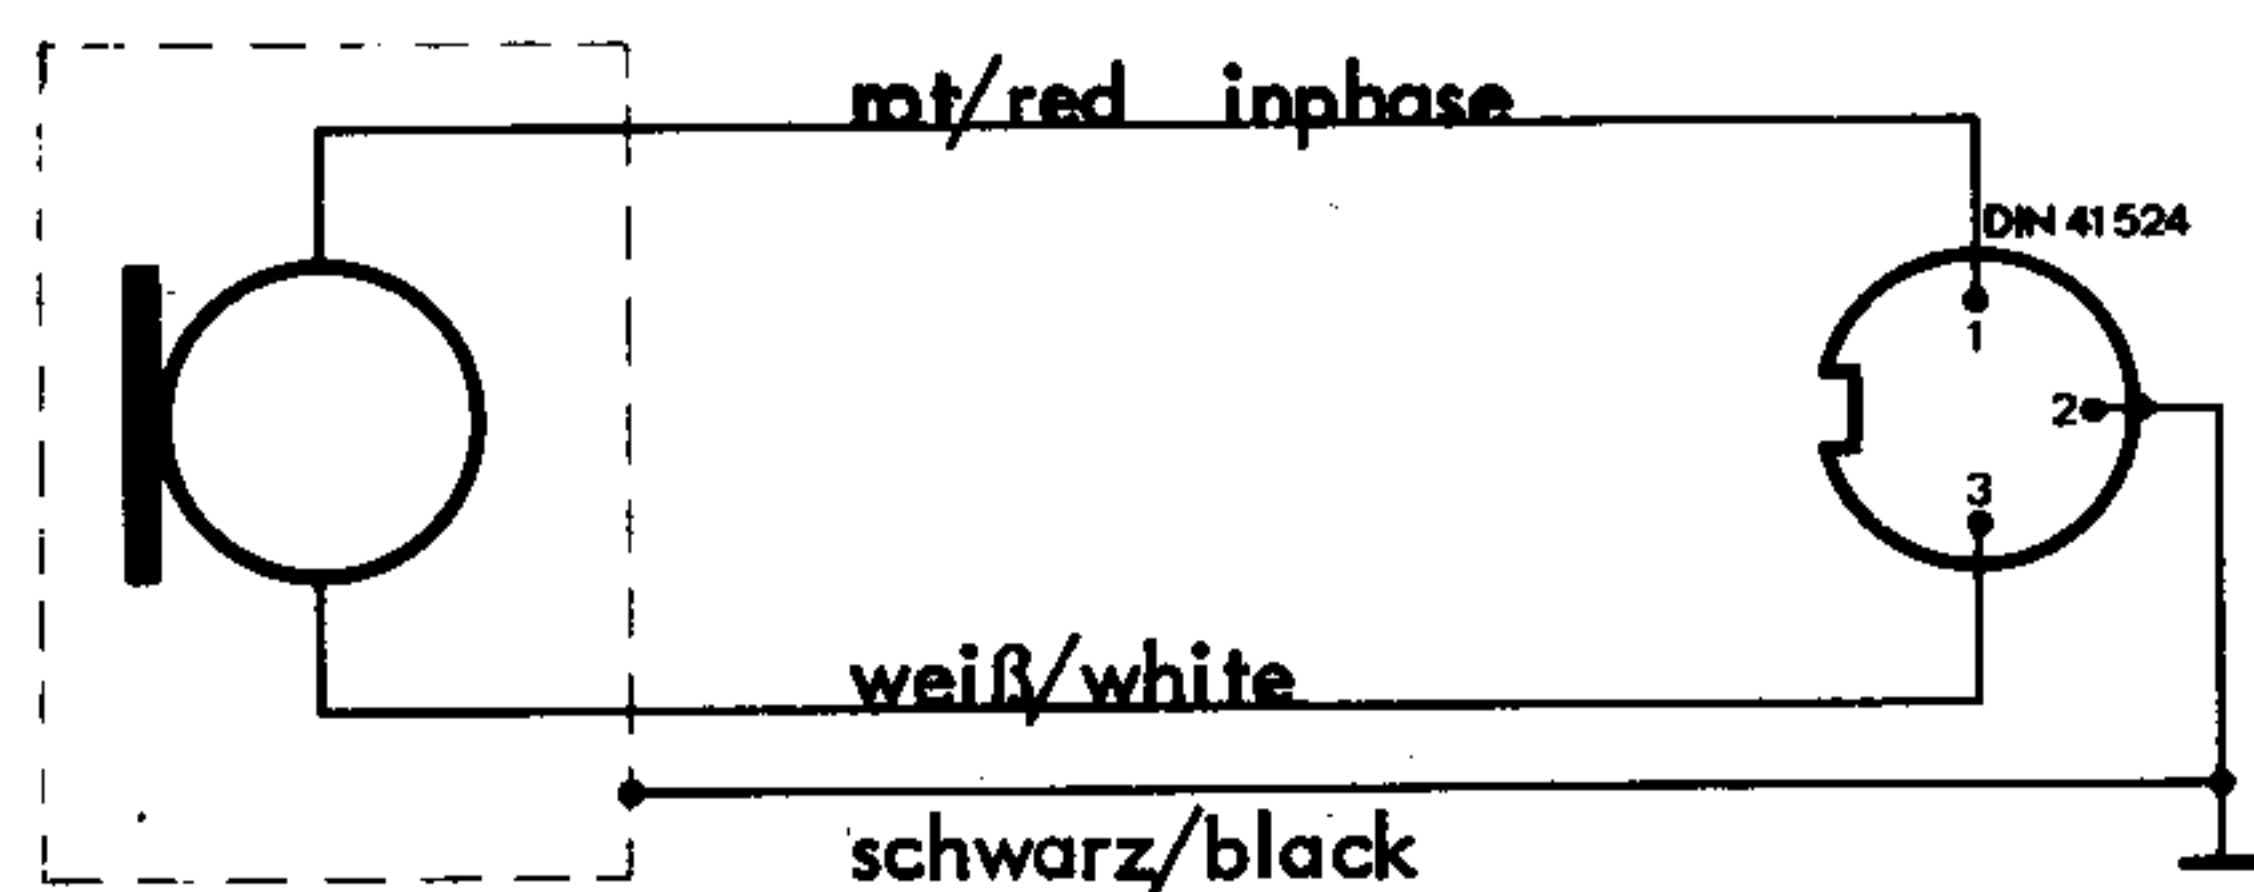 rot/red inphase
DIN 41524
1
2
3
weiß/white
schwarz/black